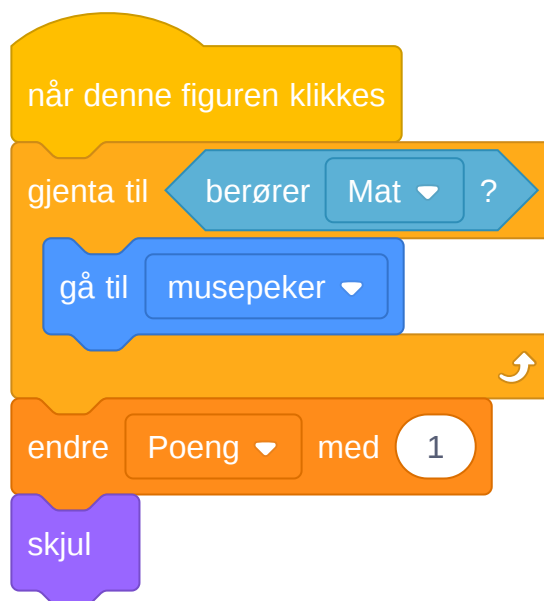 når denne figuren klikkes
gjenta til berører Mat ?
gå til musepeker
endre Poeng med 1
skjul